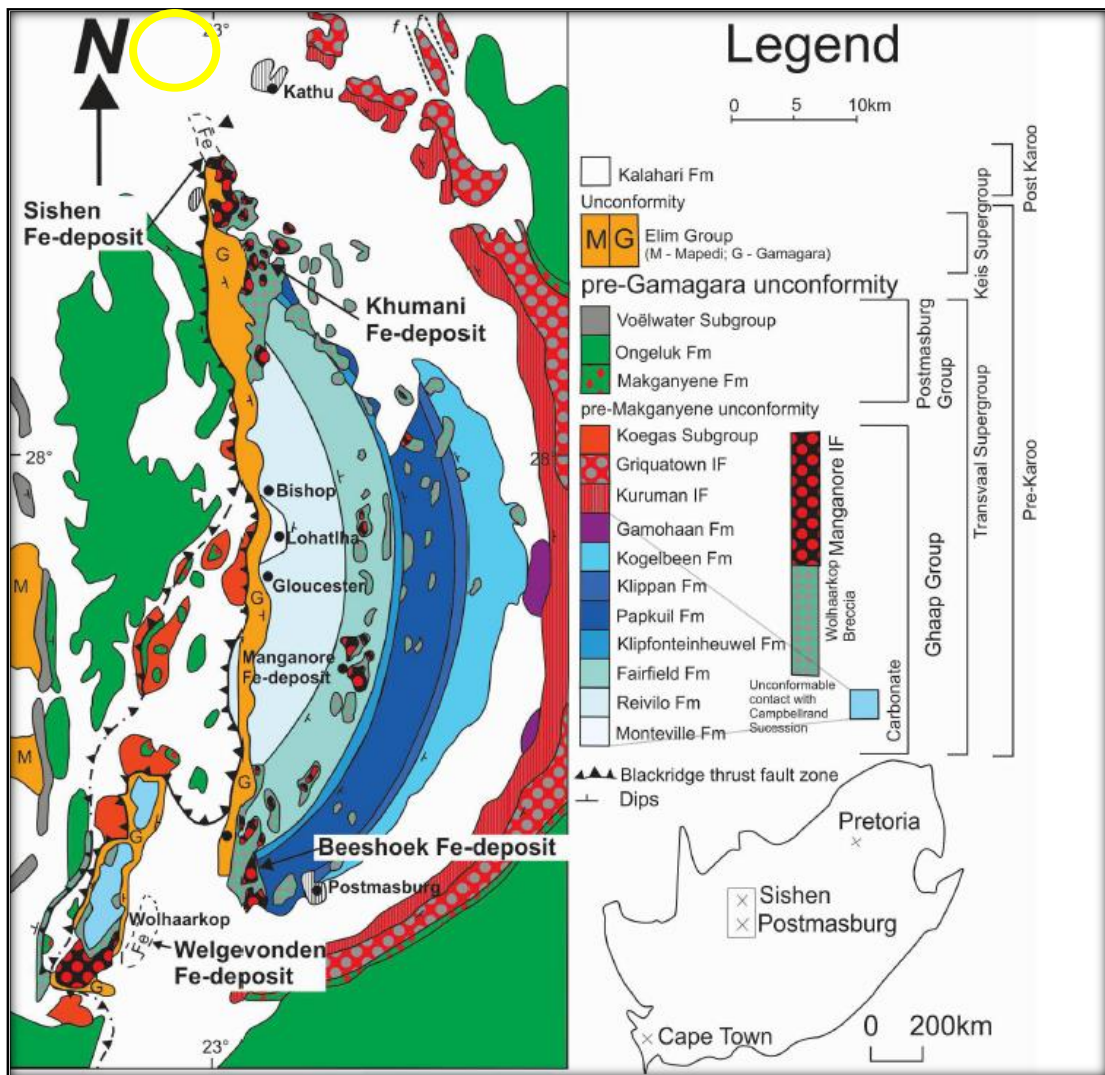 N
23°
f
f
Kathu
Fe
Sishen
Fe-deposit
G
Khumani
Fe-deposit
28°
28°
Bishop
Lohatlha
Gloucester
G
M
Manganore
Fe-deposit
M
G
G
Beeshoek Fe-deposit
Postmasburg
Wolhaarkop
Fe
Welgevonden
Fe-deposit
G
23°
Legend
0 5 10km
Kalahari Fm
Unconformity
M G
Elim Group
(M - Mapedi; G - Gamagara)
pre-Gamagara unconformity
Voëlwater Subgroup
Ongeluk Fm
Makganyene Fm
pre-Makganyene unconformity
Koegas Subgroup
Griquatown IF
Kuruman IF
Gamohaan Fm
Kogelbeen Fm
Klippan Fm
Papkuil Fm
Klipfonteinheuwel Fm
Fairfield Fm
Reivilo Fm
Monteville Fm
Manganore IF
Wolhaarkop
Breccia
Unconformable
contact with
Campbellrand
Sucession
Carbonate
Ghaap Group
Postmasburg
Group
Transvaal Supergroup
Keis Supergroup
Post Karoo
Pre-Karoo
Blackridge thrust fault zone
Dips
Pretoria
Sishen
Postmasburg
Cape Town
0 200km